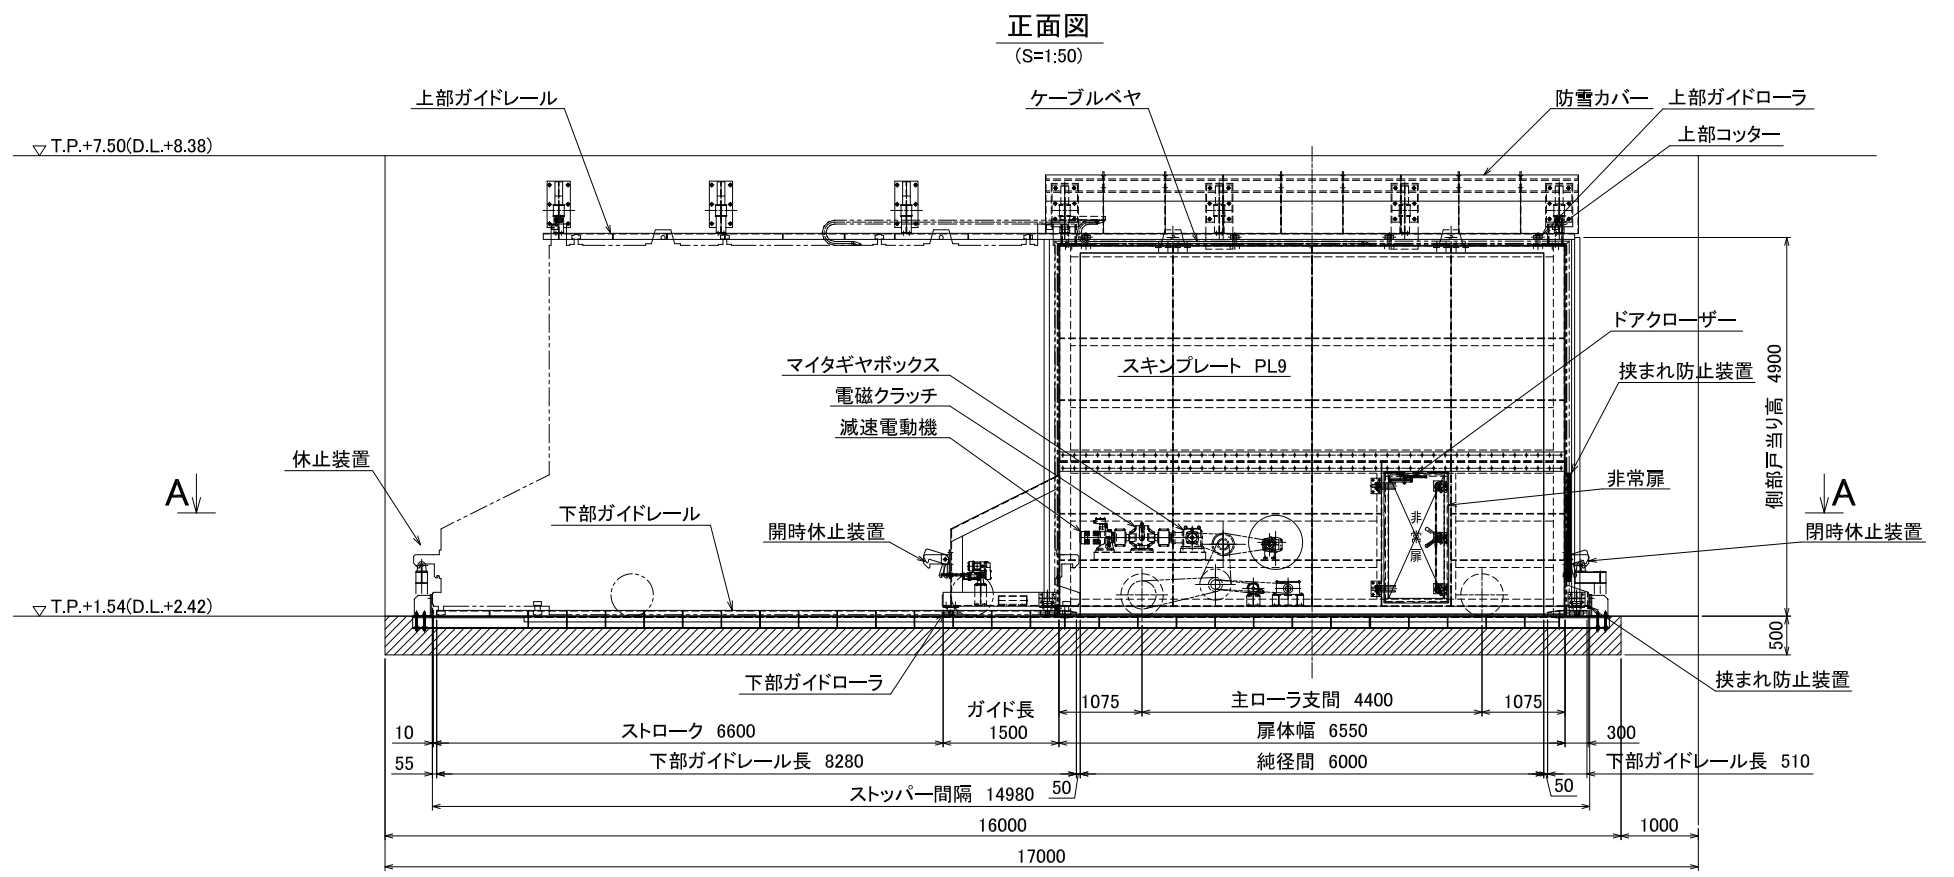 正面図
(S=1:50)
上部ガイドレール
ケーブルベヤ
防雪カバー
上部ガイドローラ
上部コッター
T.P.+7.50(D.L.+8.38)
ドアクローザー
マイタギヤボックス
スキンプレート PL9
挟まれ防止装置
電磁クラッチ
減速電動機
側部戸当り高 4900
休止装置
非常扉
A
A
下部ガイドレール
開時休止装置
非常扉
閉時休止装置
T.P.+1.54(D.L.+2.42)
500
下部ガイドローラ
挟まれ防止装置
ガイド長
1075
主ローラ支間 4400
1075
10
ストローク 6600
1500
扉体幅 6550
300
55
下部ガイドレール長 8280
純径間 6000
下部ガイドレール長 510
50
50
ストッパー間隔 14980
16000
1000
17000